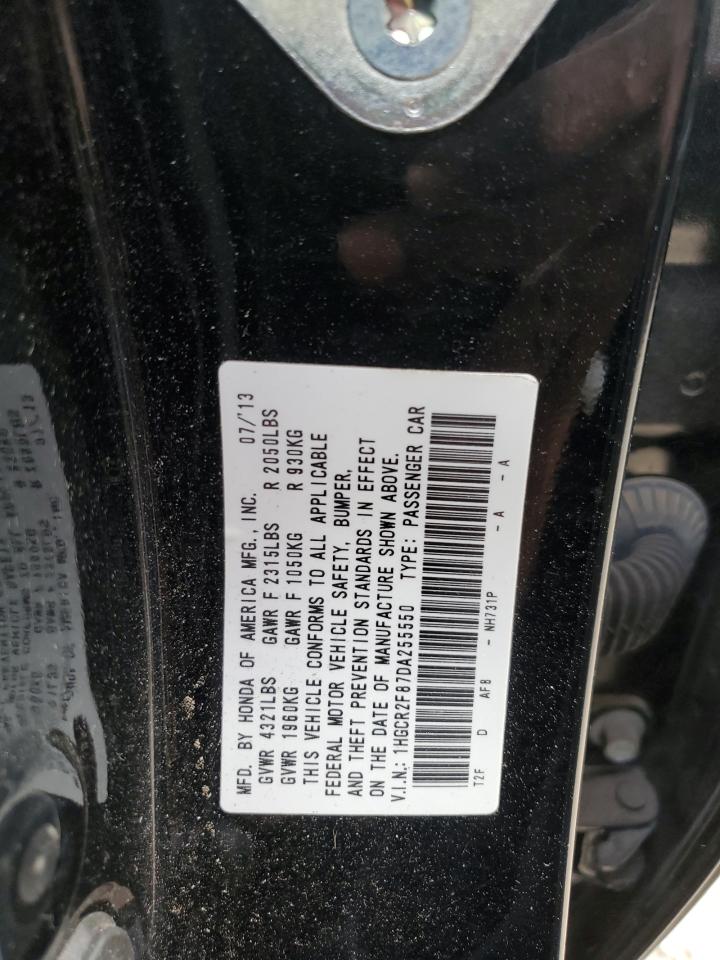 MFD. BY HONDA OF AMERICA MFG., INC. 07/'13
GVWR 4321LBS GAWR F 2315LBS R 2050LBS
GVWR 1960KG GAWR F 1050KG R 930KG
THIS VEHICLE CONFORMS TO ALL APPLICABLE
FEDERAL MOTOR VEHICLE SAFETY, BUMPER,
AND THEFT PREVENTION STANDARDS IN EFFECT
ON THE DATE OF MANUFACTURE SHOWN ABOVE.
V.I.N.: 1HGCR2F87DA255550 TYPE: PASSENGER CAR
T2F D AF8 - NH731P - A - A